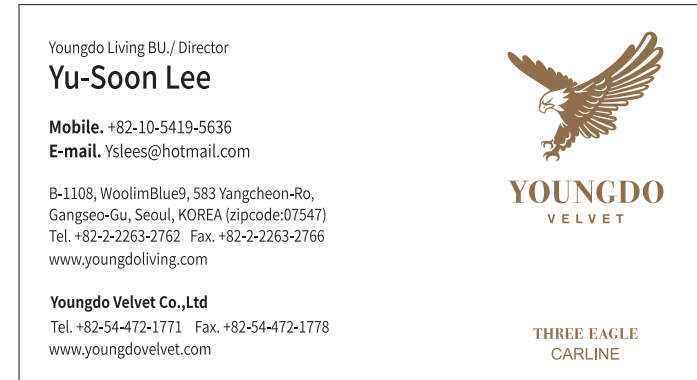 Youngdo Living BU./ Director
Yu-Soon Lee
Mobile. +82-10-5419-5636
E-mail. Yslees@hotmail.com
B-1108, WoolimBlue9, 583 Yangcheon-Ro,
Gangseo-Gu, Seoul, KOREA (zipcode:07547)
Tel. +82-2-2263-2762 Fax. +82-2-2263-2766
www.youngdoliving.com
Youngdo Velvet Co.,Ltd
Tel. +82-54-472-1771 Fax. +82-54-472-1778
www.youngdovelvet.com
YOUNGDO
VELVET
THREE EAGLE
CARLINE